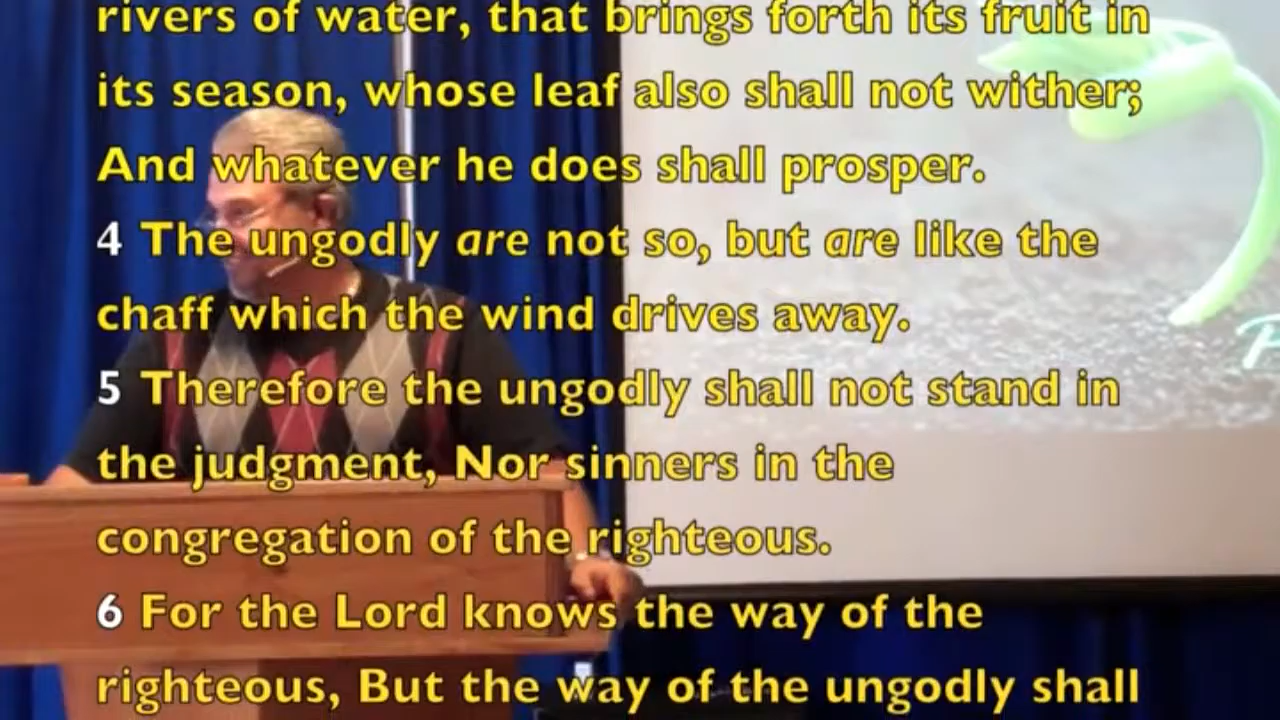 rivers of water, that brings forth its fruit in
its season, whose leaf also shall not wither;
And whatever he does shall prosper.
4 The ungodly are not so, but are like the
chaff which the wind drives away.
5 Therefore the ungodly shall not stand in
the judgment, Nor sinners in the
congregation of the righteous.
6 For the Lord knows the way of the
righteous, But the way of the ungodly shall